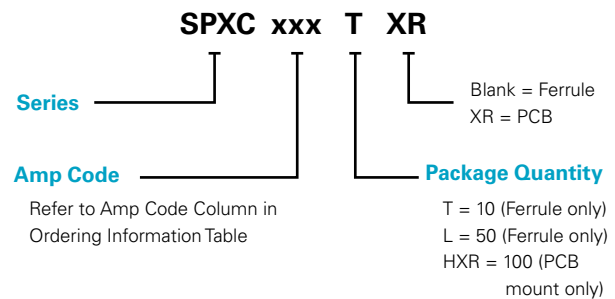 SPXC xxx T XR
Series
Blank = Ferrule
XR = PCB
Amp Code
Refer to Amp Code Column in
Ordering Information Table
Package Quantity
T = 10 (Ferrule only)
L = 50 (Ferrule only)
HXR = 100 (PCB
mount only)